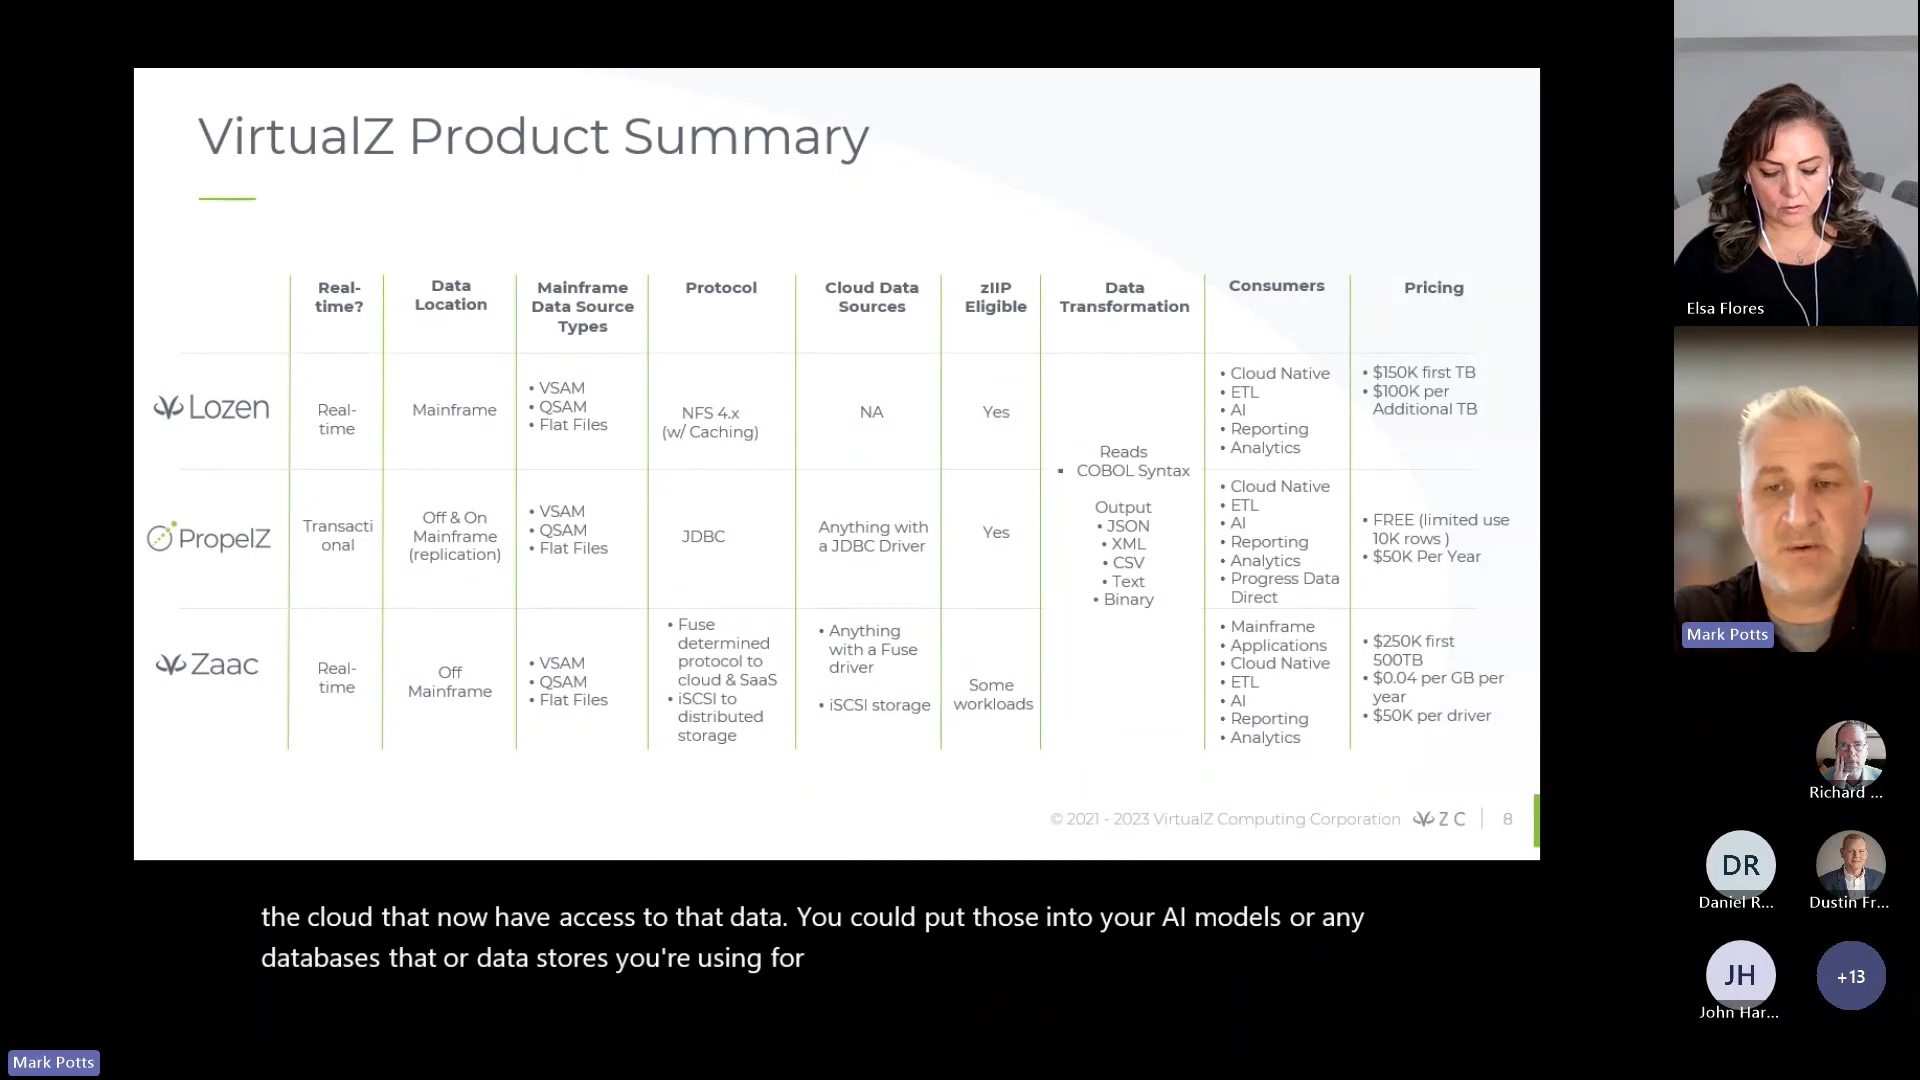 VirtualZ Product Summary
Real-
time?
Data
Location
Mainframe
Data Source
Types
Protocol
Cloud Data
Sources
zIIP
Eligible
Data
Transformation
Consumers
Pricing
Lozen
Real-
time
Mainframe
• VSAM
• QSAM
• Flat Files
NFS 4.x
(w/ Caching)
NA
Yes
• Cloud Native
• ETL
• AI
• Reporting
• Analytics
• $150K first TB
• $100K per
Additional TB
Reads
▪ COBOL Syntax
Output
• JSON
• XML
• CSV
• Text
• Binary
PropelZ
Transacti
onal
Off & On
Mainframe
(replication)
• VSAM
• QSAM
• Flat Files
JDBC
Anything with
a JDBC Driver
Yes
• Cloud Native
• ETL
• AI
• Reporting
• Analytics
• Progress Data
Direct
• FREE (limited use
10K rows )
• $50K Per Year
Zaac
Real-
time
Off
Mainframe
• VSAM
• QSAM
• Flat Files
• Fuse
determined
protocol to
cloud & SaaS
• iSCSI to
distributed
storage
• Anything
with a Fuse
driver
• iSCSI storage
Some
workloads
• Mainframe
• Applications
• Cloud Native
• ETL
• AI
• Reporting
• Analytics
• $250K first
500TB
• $0.04 per GB per
year
• $50K per driver
© 2021 - 2023 VirtualZ Computing Corporation
VZC
8
the cloud that now have access to that data. You could put those into your AI models or any
databases that or data stores you're using for
Mark Potts
Elsa Flores
Mark Potts
Richard ...
DR
Daniel R...
Dustin Fr...
JH
John Har...
+13